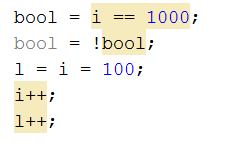 bool = i == 1000;
bool = !bool;
l = i = 100;
i++;
l++;